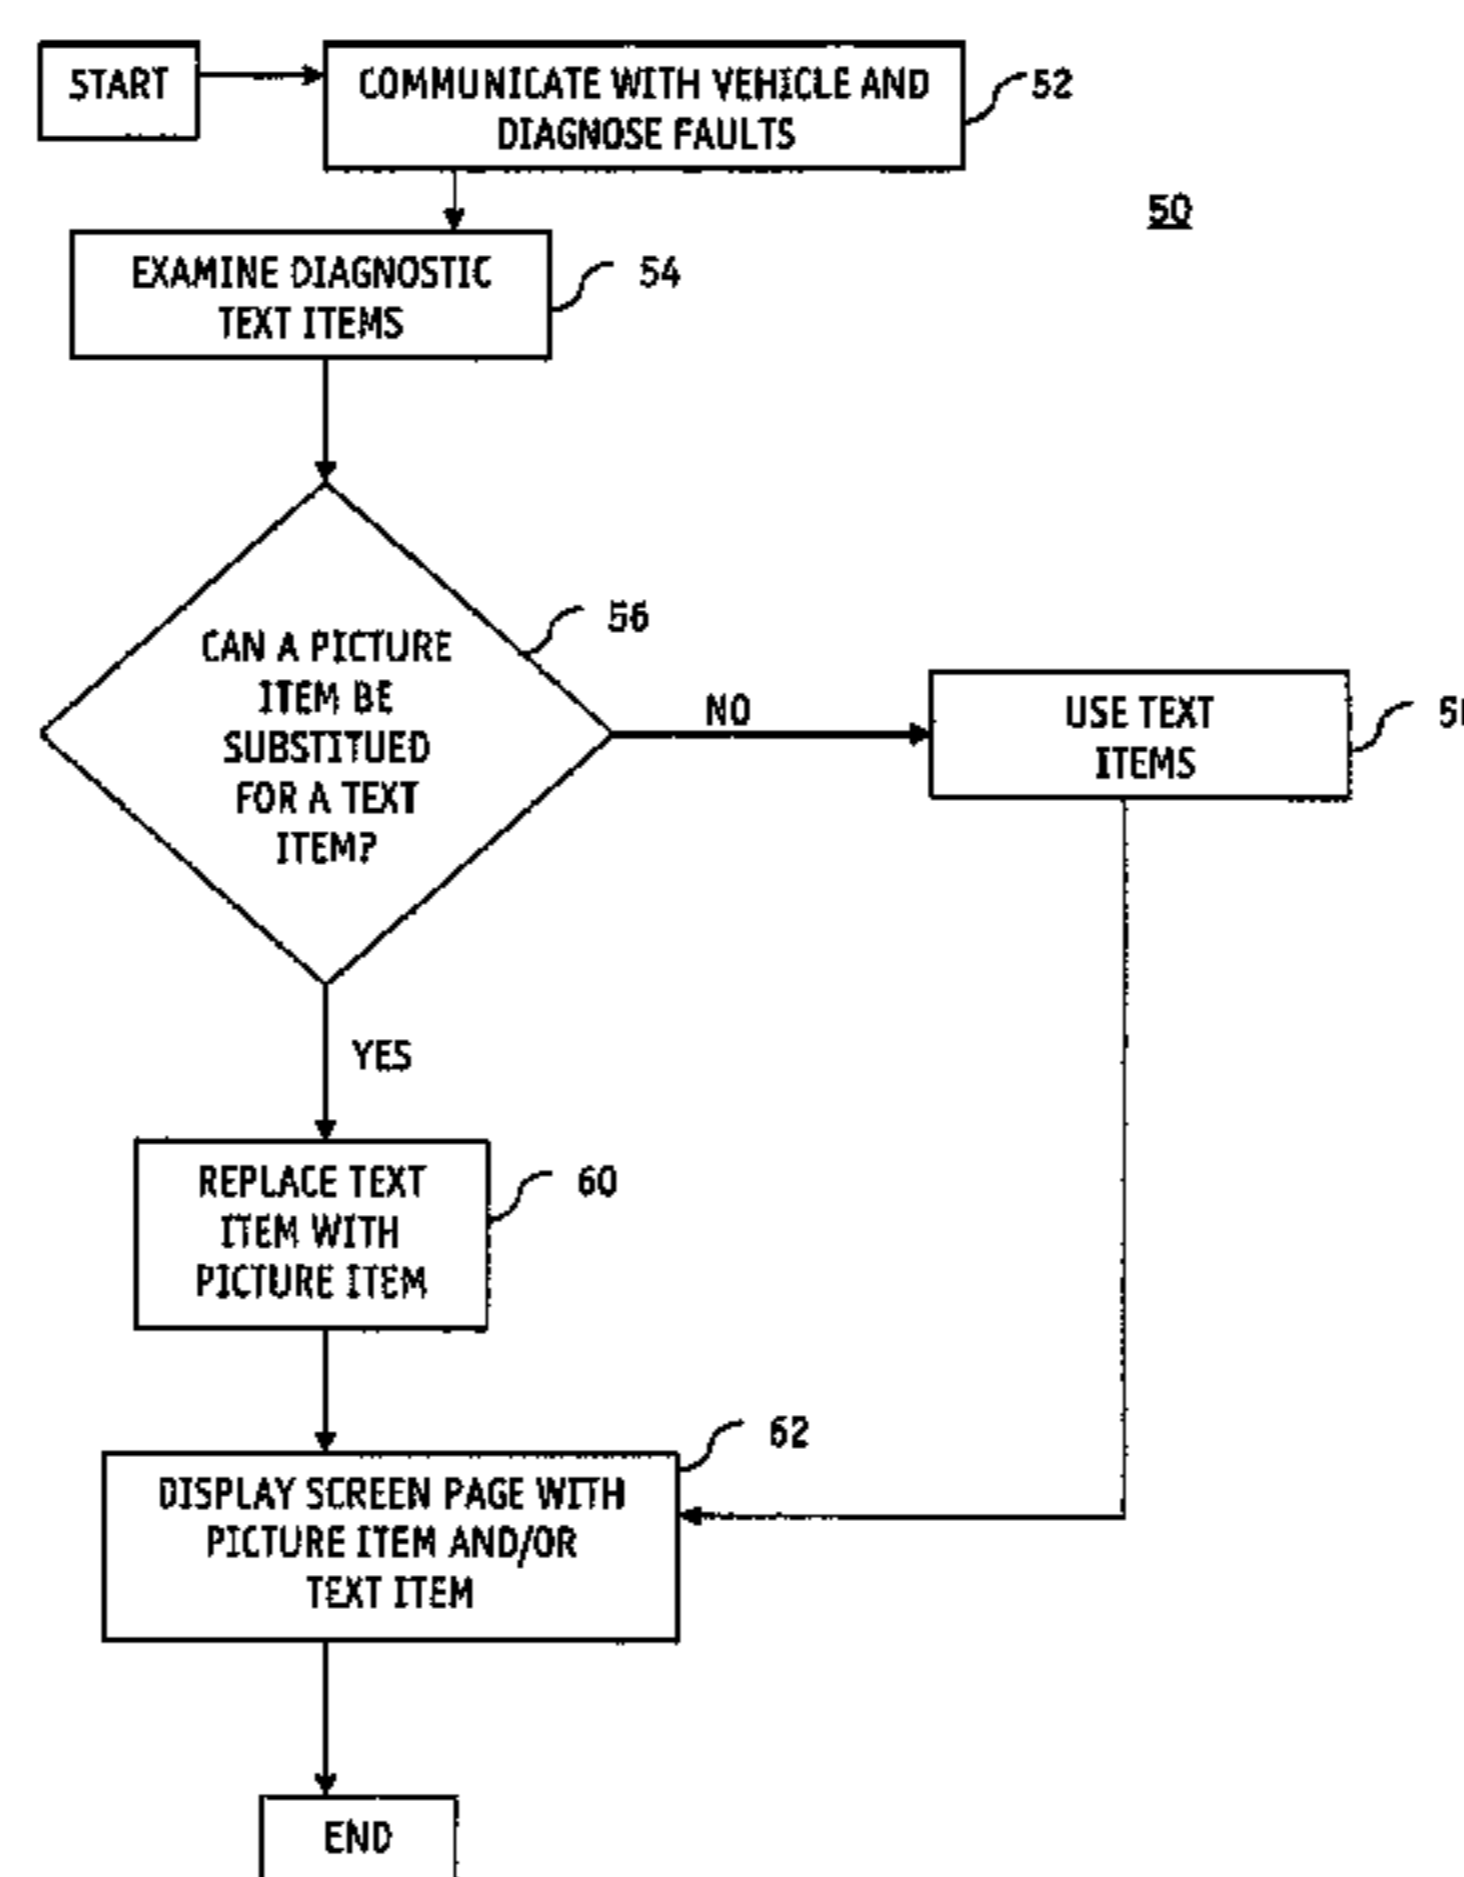 START
COMMUNICATE WITH VEHICLE AND
DIAGNOSE FAULTS
52
50
EXAMINE DIAGNOSTIC
TEXT ITEMS
54
CAN A PICTURE
ITEM BE
SUBSTITUED
FOR A TEXT
ITEM?
56
NO
USE TEXT
ITEMS
YES
REPLACE TEXT
ITEM WITH
PICTURE ITEM
60
DISPLAY SCREEN PAGE WITH
PICTURE ITEM AND/OR
TEXT ITEM
62
END